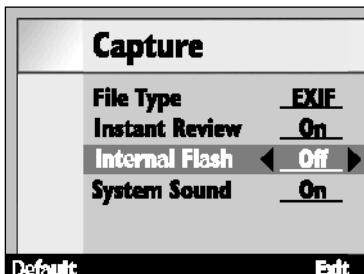 Capture
File Type EXIF
Instant Review On
Internal Flash Off
System Sound On
Default Exit